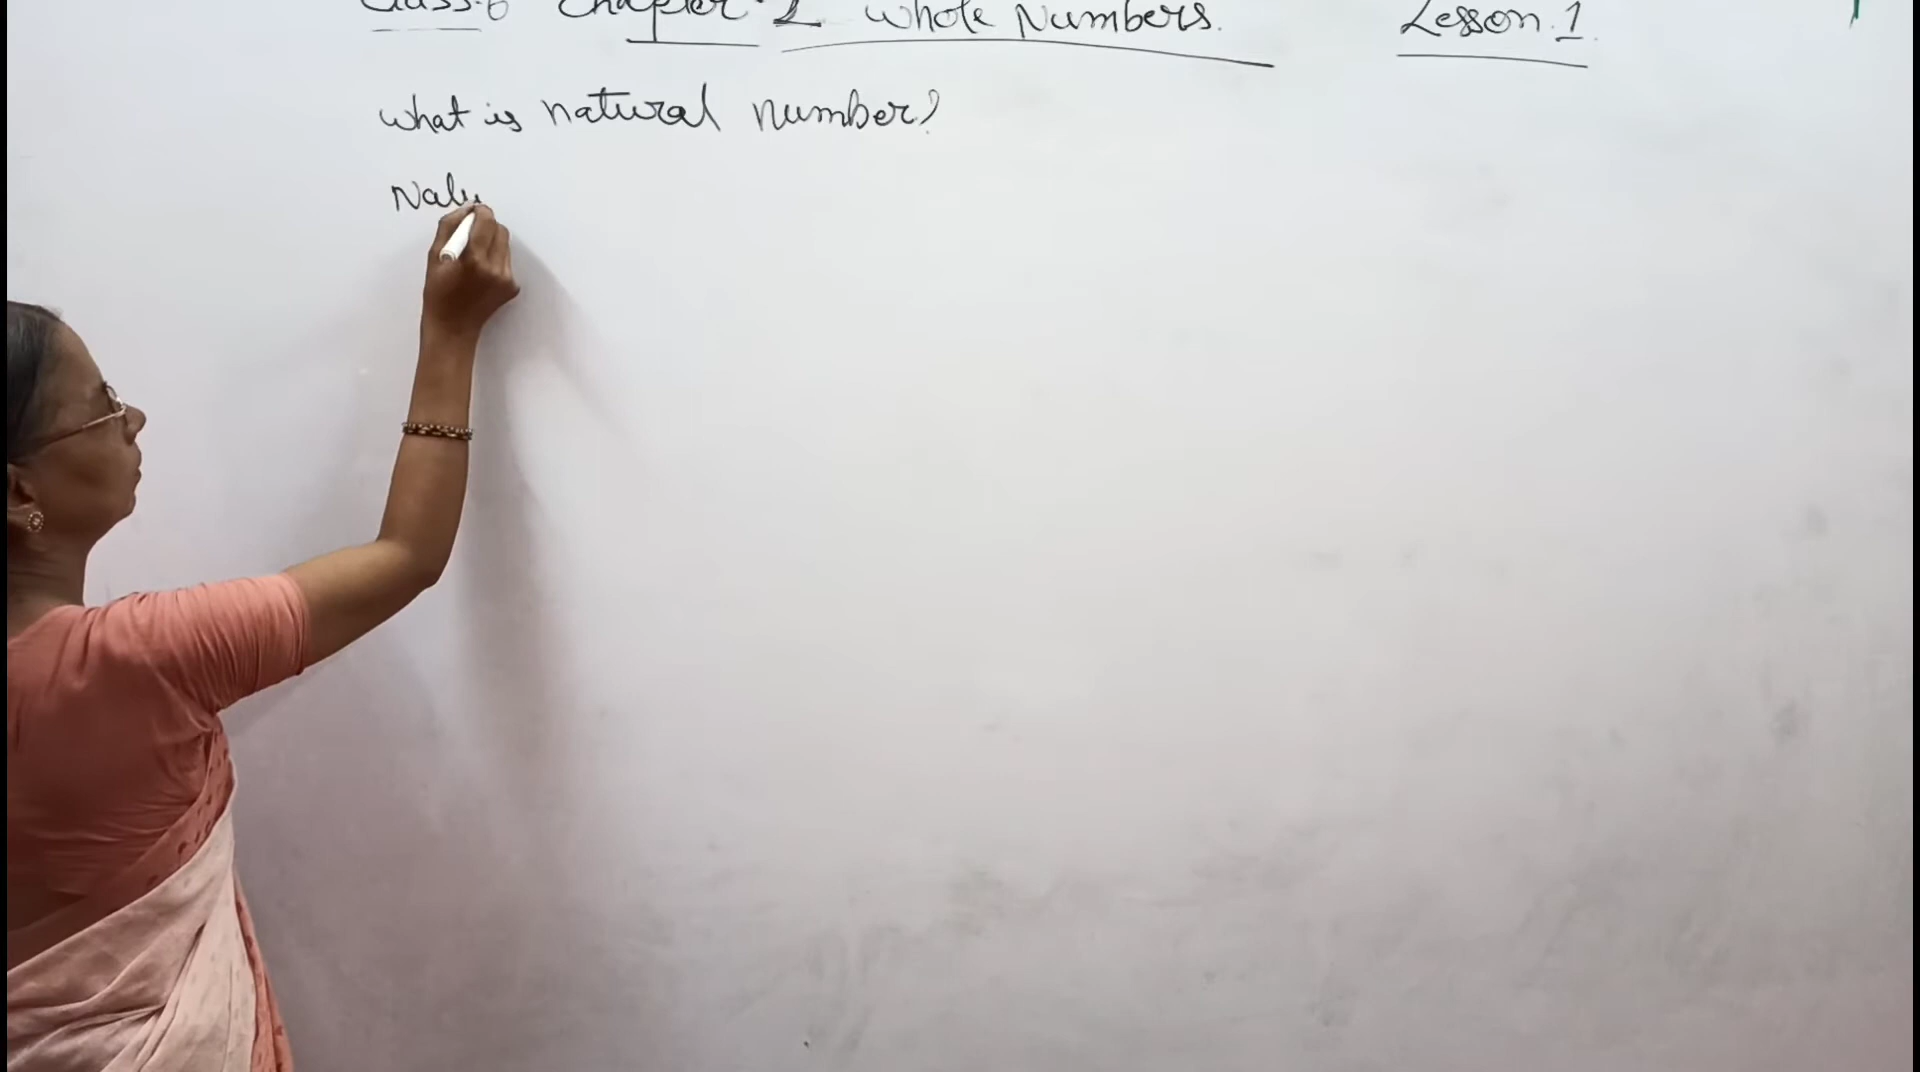 Class-6 Chapter-2 Whole Numbers. Lesson.1.
What is natural number?
Natu